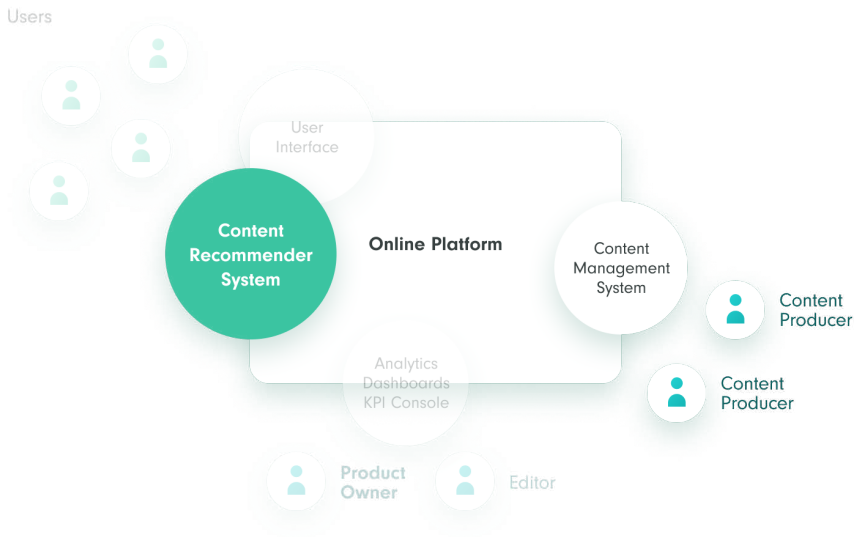 Users
User
Interface
Content
Recommender
System
Online Platform
Content
Management
System
Content
Producer
Content
Producer
Analytics
Dashboards
KPI Console
Product
Owner
Editor